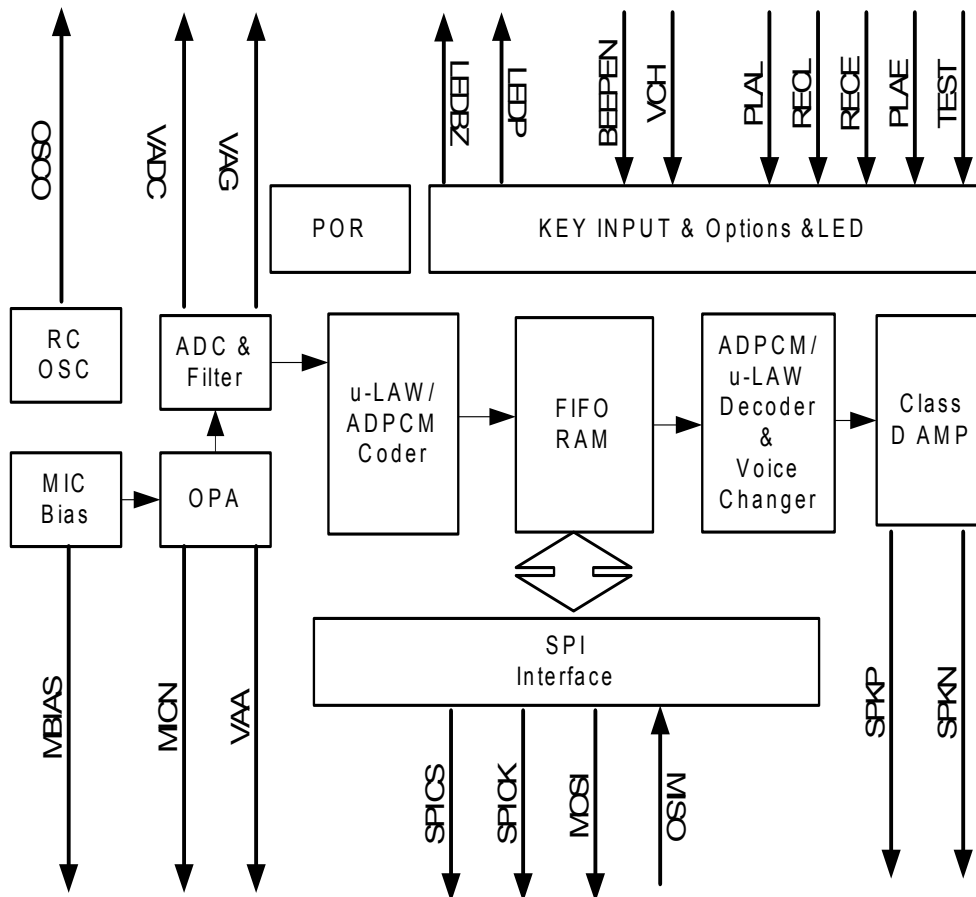 OSCO
VADC
VAG
LEDBZ
LEDP
BEEPEN
VCH
PLAL
RECL
RECE
PLAE
TEST
POR
KEY INPUT & Options &LED
RC
OSC
ADC &
Filter
u-LAW/
ADPCM
Coder
FIFO
RAM
ADPCM/
u-LAW
Decoder
&
Voice
Changer
Class
D AMP
MIC
Bias
OPA
SPI
Interface
MBIAS
MICN
VAA
SPICS
SPICK
MOSI
MISO
SPKP
SPKN